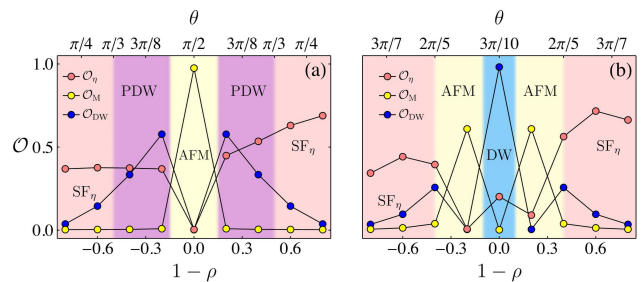 θ
π/4 π/3 3π/8 π/2 3π/8 π/3 π/4
(a)
1.0
0.5
0.0
𝒪
𝒪η
𝒪M
𝒪DW
PDW
PDW
AFM
SFη
SFη
−0.6 −0.3 0.0 0.3 0.6
1 − ρ
θ
3π/7 2π/5 3π/10 2π/5 3π/7
(b)
𝒪η
𝒪M
𝒪DW
AFM
AFM
DW
SFη
SFη
−0.6 −0.3 0.0 0.3 0.6
1 − ρ